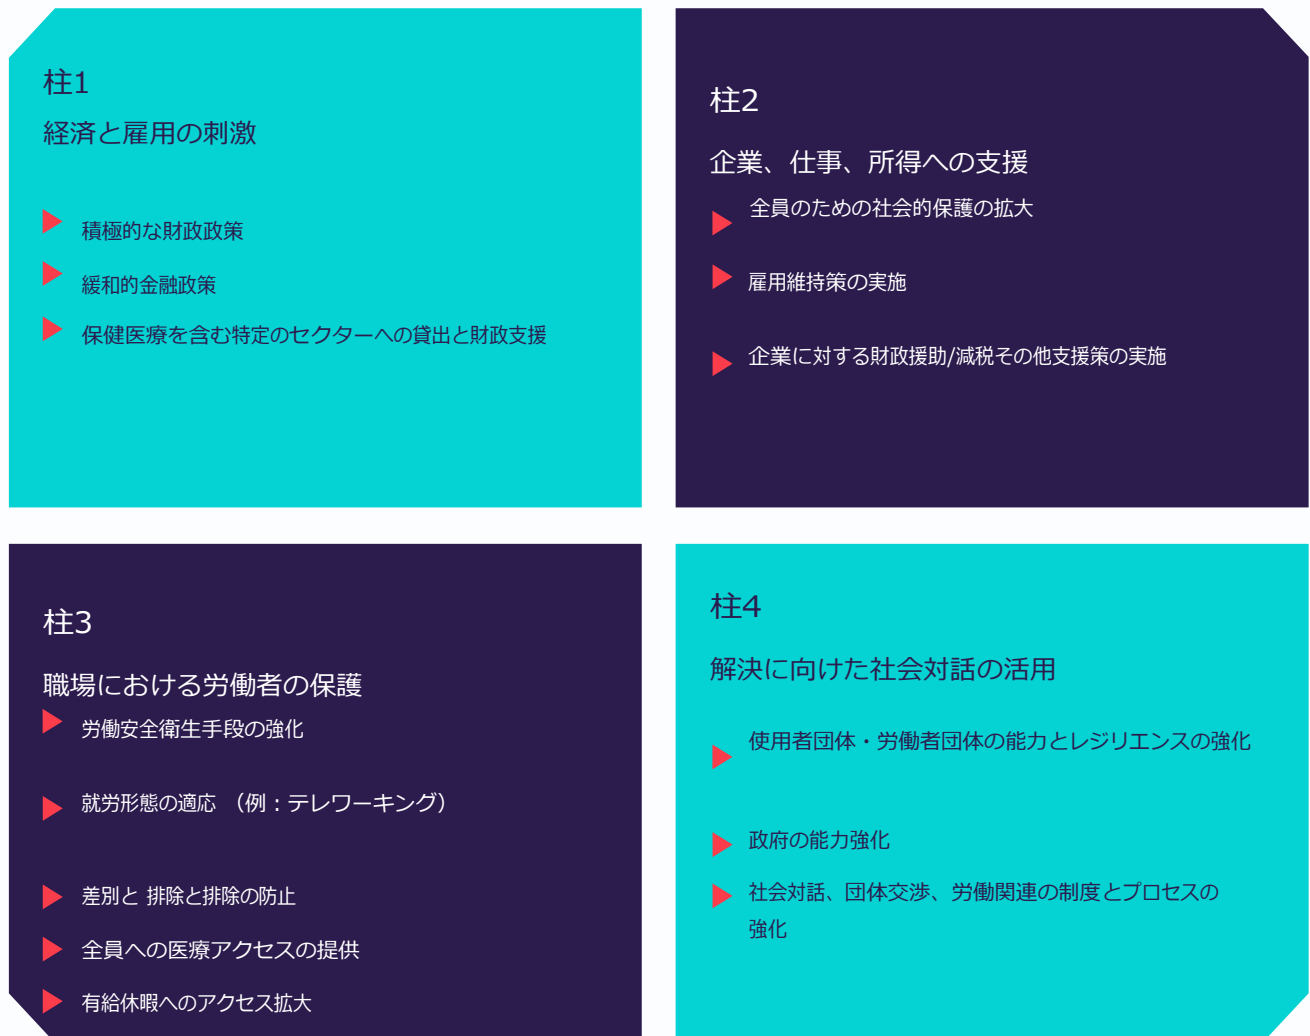 柱1
経済と雇用の刺激
積極的な財政政策
緩和的金融政策
保健医療を含む特定のセクターへの貸出と財政支援
柱2
企業、仕事、所得への支援
全員のための社会的保護の拡大
雇用維持策の実施
企業に対する財政援助/減税その他支援策の実施
柱3
職場における労働者の保護
労働安全衛生手段の強化
就労形態の適応 （例：テレワーキング）
差別と 排除と排除の防止
全員への医療アクセスの提供
有給休暇へのアクセス拡大
柱4
解決に向けた社会対話の活用
使用者団体・労働者団体の能力とレジリエンスの強化
政府の能力強化
社会対話、団体交渉、労働関連の制度とプロセスの
強化